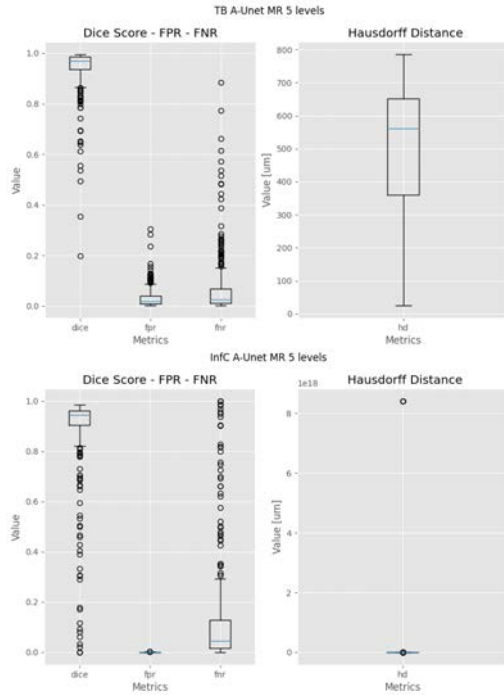 TB A-Unet MR 5 levels
Dice Score - FPR - FNR
Hausdorff Distance
1.0
0.8
0.6
0.4
0.2
0.0
Value
dice
fpr
fnr
Metrics
800
700
600
500
400
300
200
100
0
Value [um]
hd
Metrics
InfC A-Unet MR 5 levels
Dice Score - FPR - FNR
Hausdorff Distance
1.0
0.8
0.6
0.4
0.2
0.0
Value
dice
fpr
fnr
Metrics
1e18
8
6
4
2
0
Value [um]
hd
Metrics